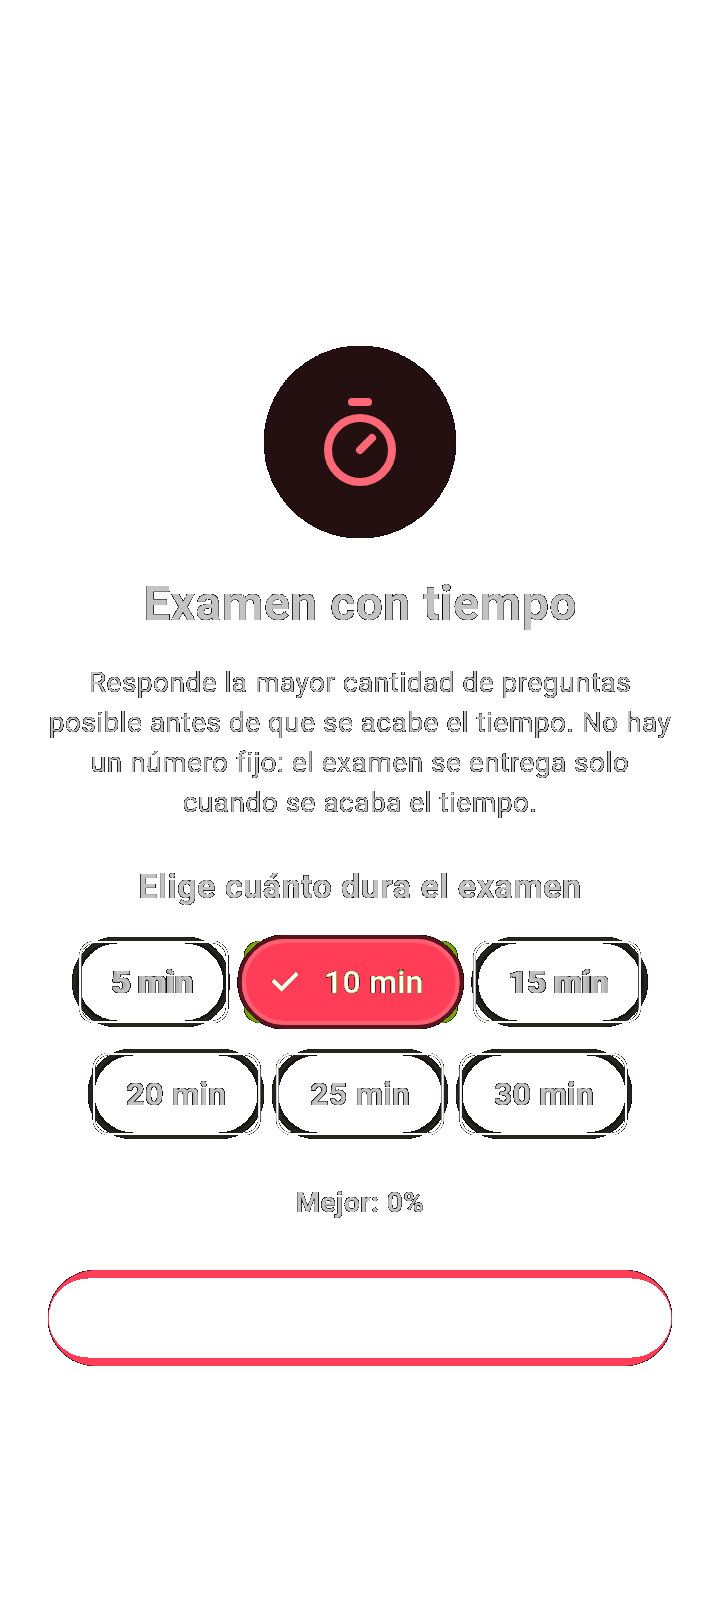 Examen con tiempo
Responde la mayor cantidad de preguntas
posible antes de que se acabe el tiempo. No hay
un número fijo: el examen se entrega solo
cuando se acaba el tiempo.
Elige cuánto dura el examen
5 min
10 min
15 min
20 min
25 min
30 min
Mejor: 0%